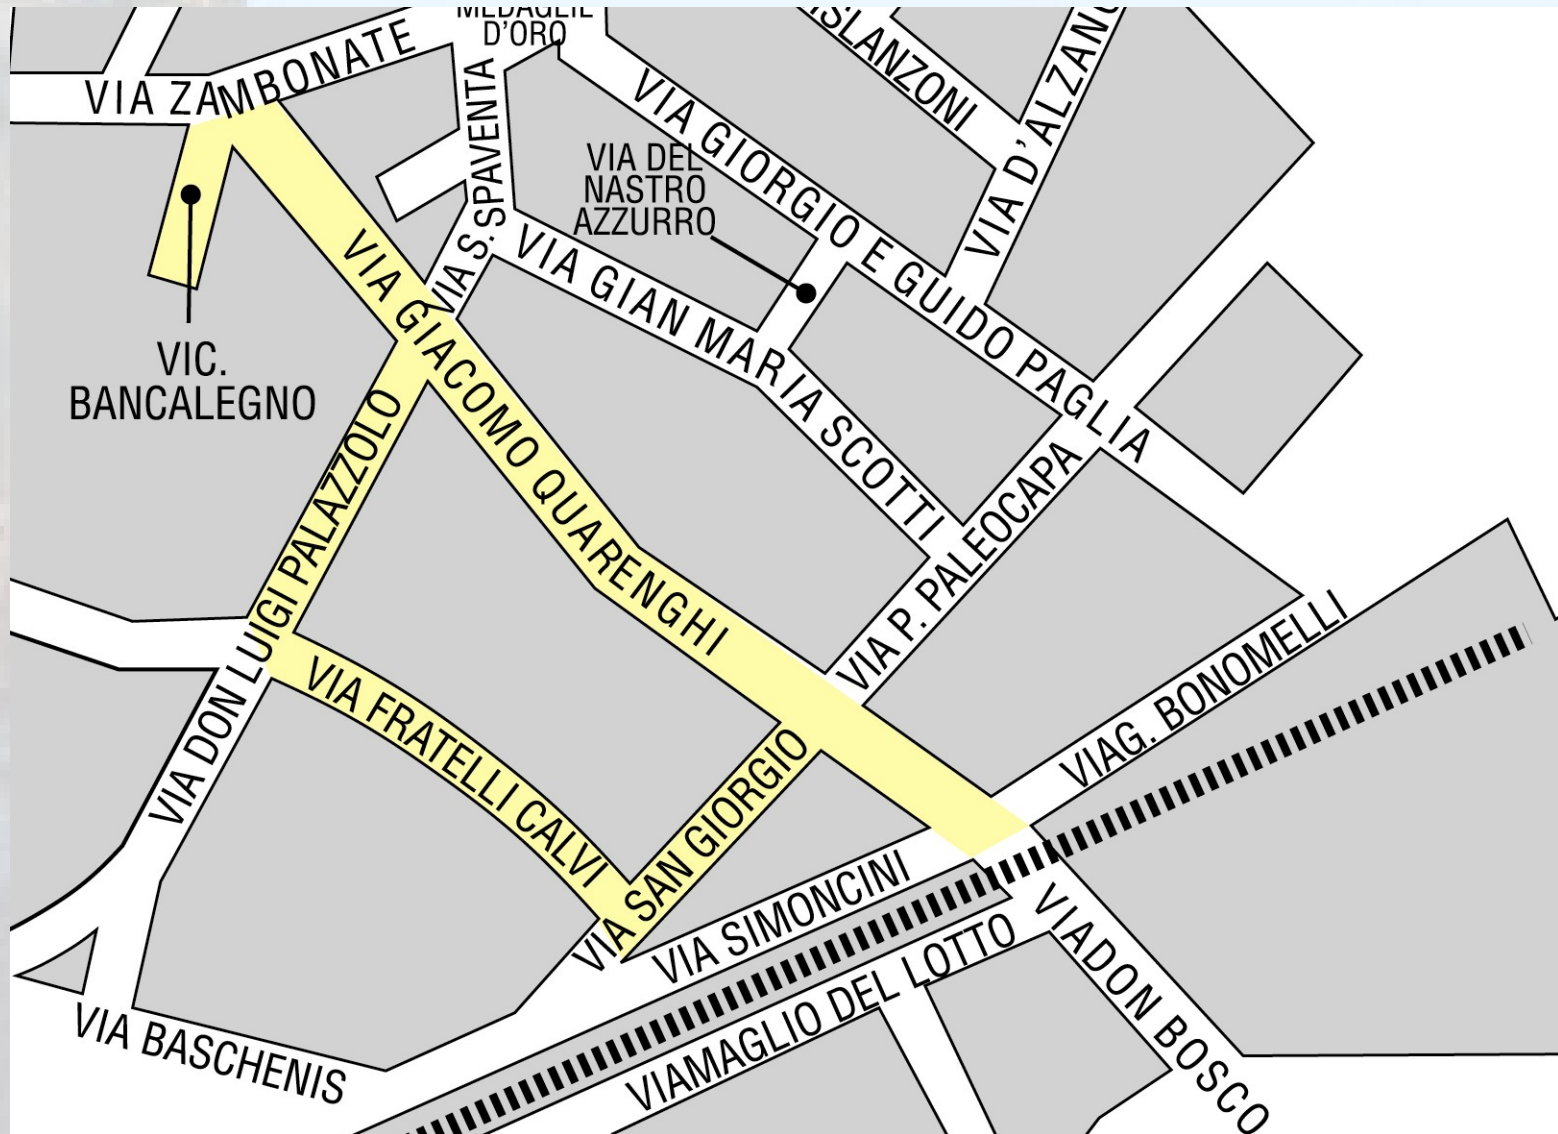 MEDAGLIE
D'ORO
ISLANZONI
VIA D'ALZANO
VIA ZAMBONATE
VIA S. SPAVENTA
VIA GIORGIO E GUIDO PAGLIA
VIA DEL
NASTRO
AZZURRO
VIA GIAN MARIA SCOTTI
VIC.
BANCALEGNO
VIA GIACOMO QUARENGHI
VIA DON LUIGI PALAZZOLO
VIA P. PALEOCAPA
VIA FRATELLI CALVI
VIA SAN GIORGIO
VIAG. BONOMELLI
VIA SIMONCINI
VIAMAGLIO DEL LOTTO
VIADON BOSCO
VIA BASCHENIS